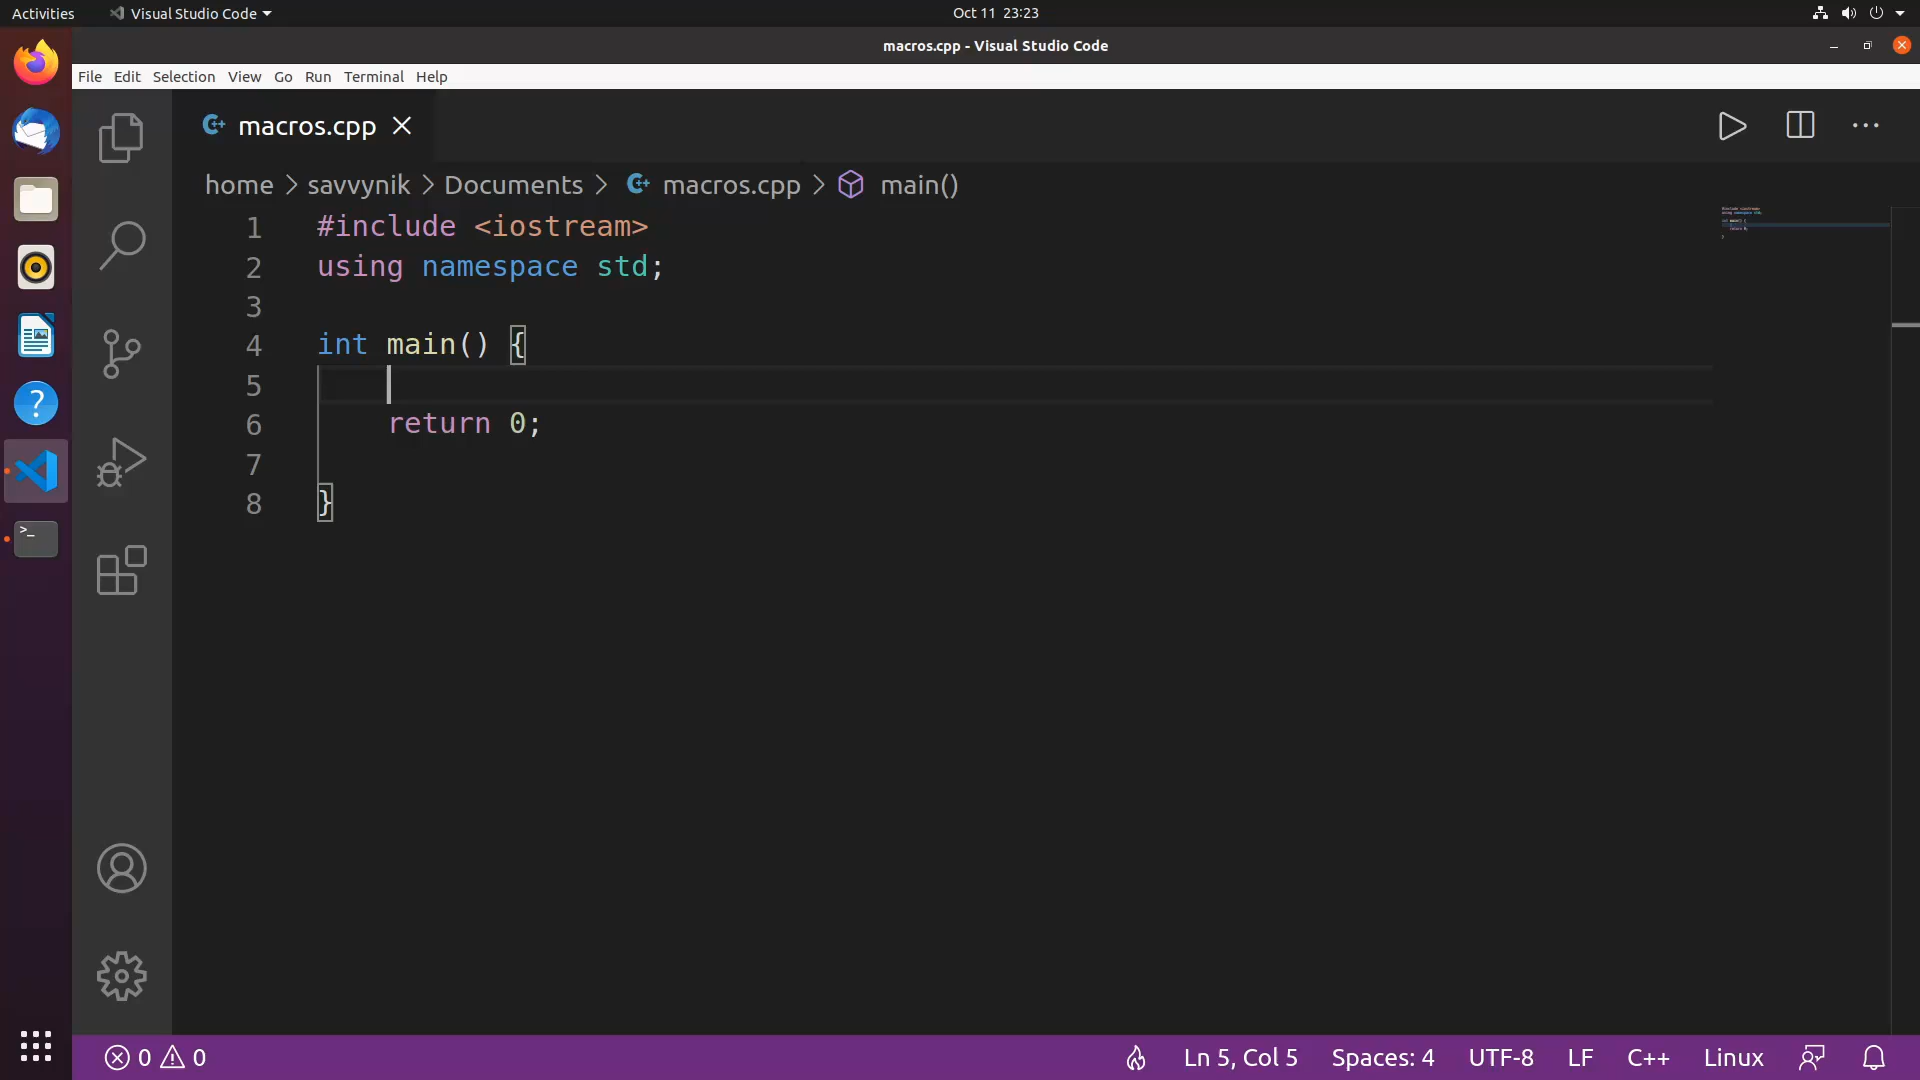 Activities Visual Studio Code Oct 11 23:23
macros.cpp - Visual Studio Code
File Edit Selection View Go Run Terminal Help
macros.cpp
home > savvynik > Documents > macros.cpp > main()
1 #include <iostream>
2 using namespace std;
3
4 int main() {
5
6 return 0;
7
8 }
0 0 Ln 5, Col 5 Spaces: 4 UTF-8 LF C++ Linux